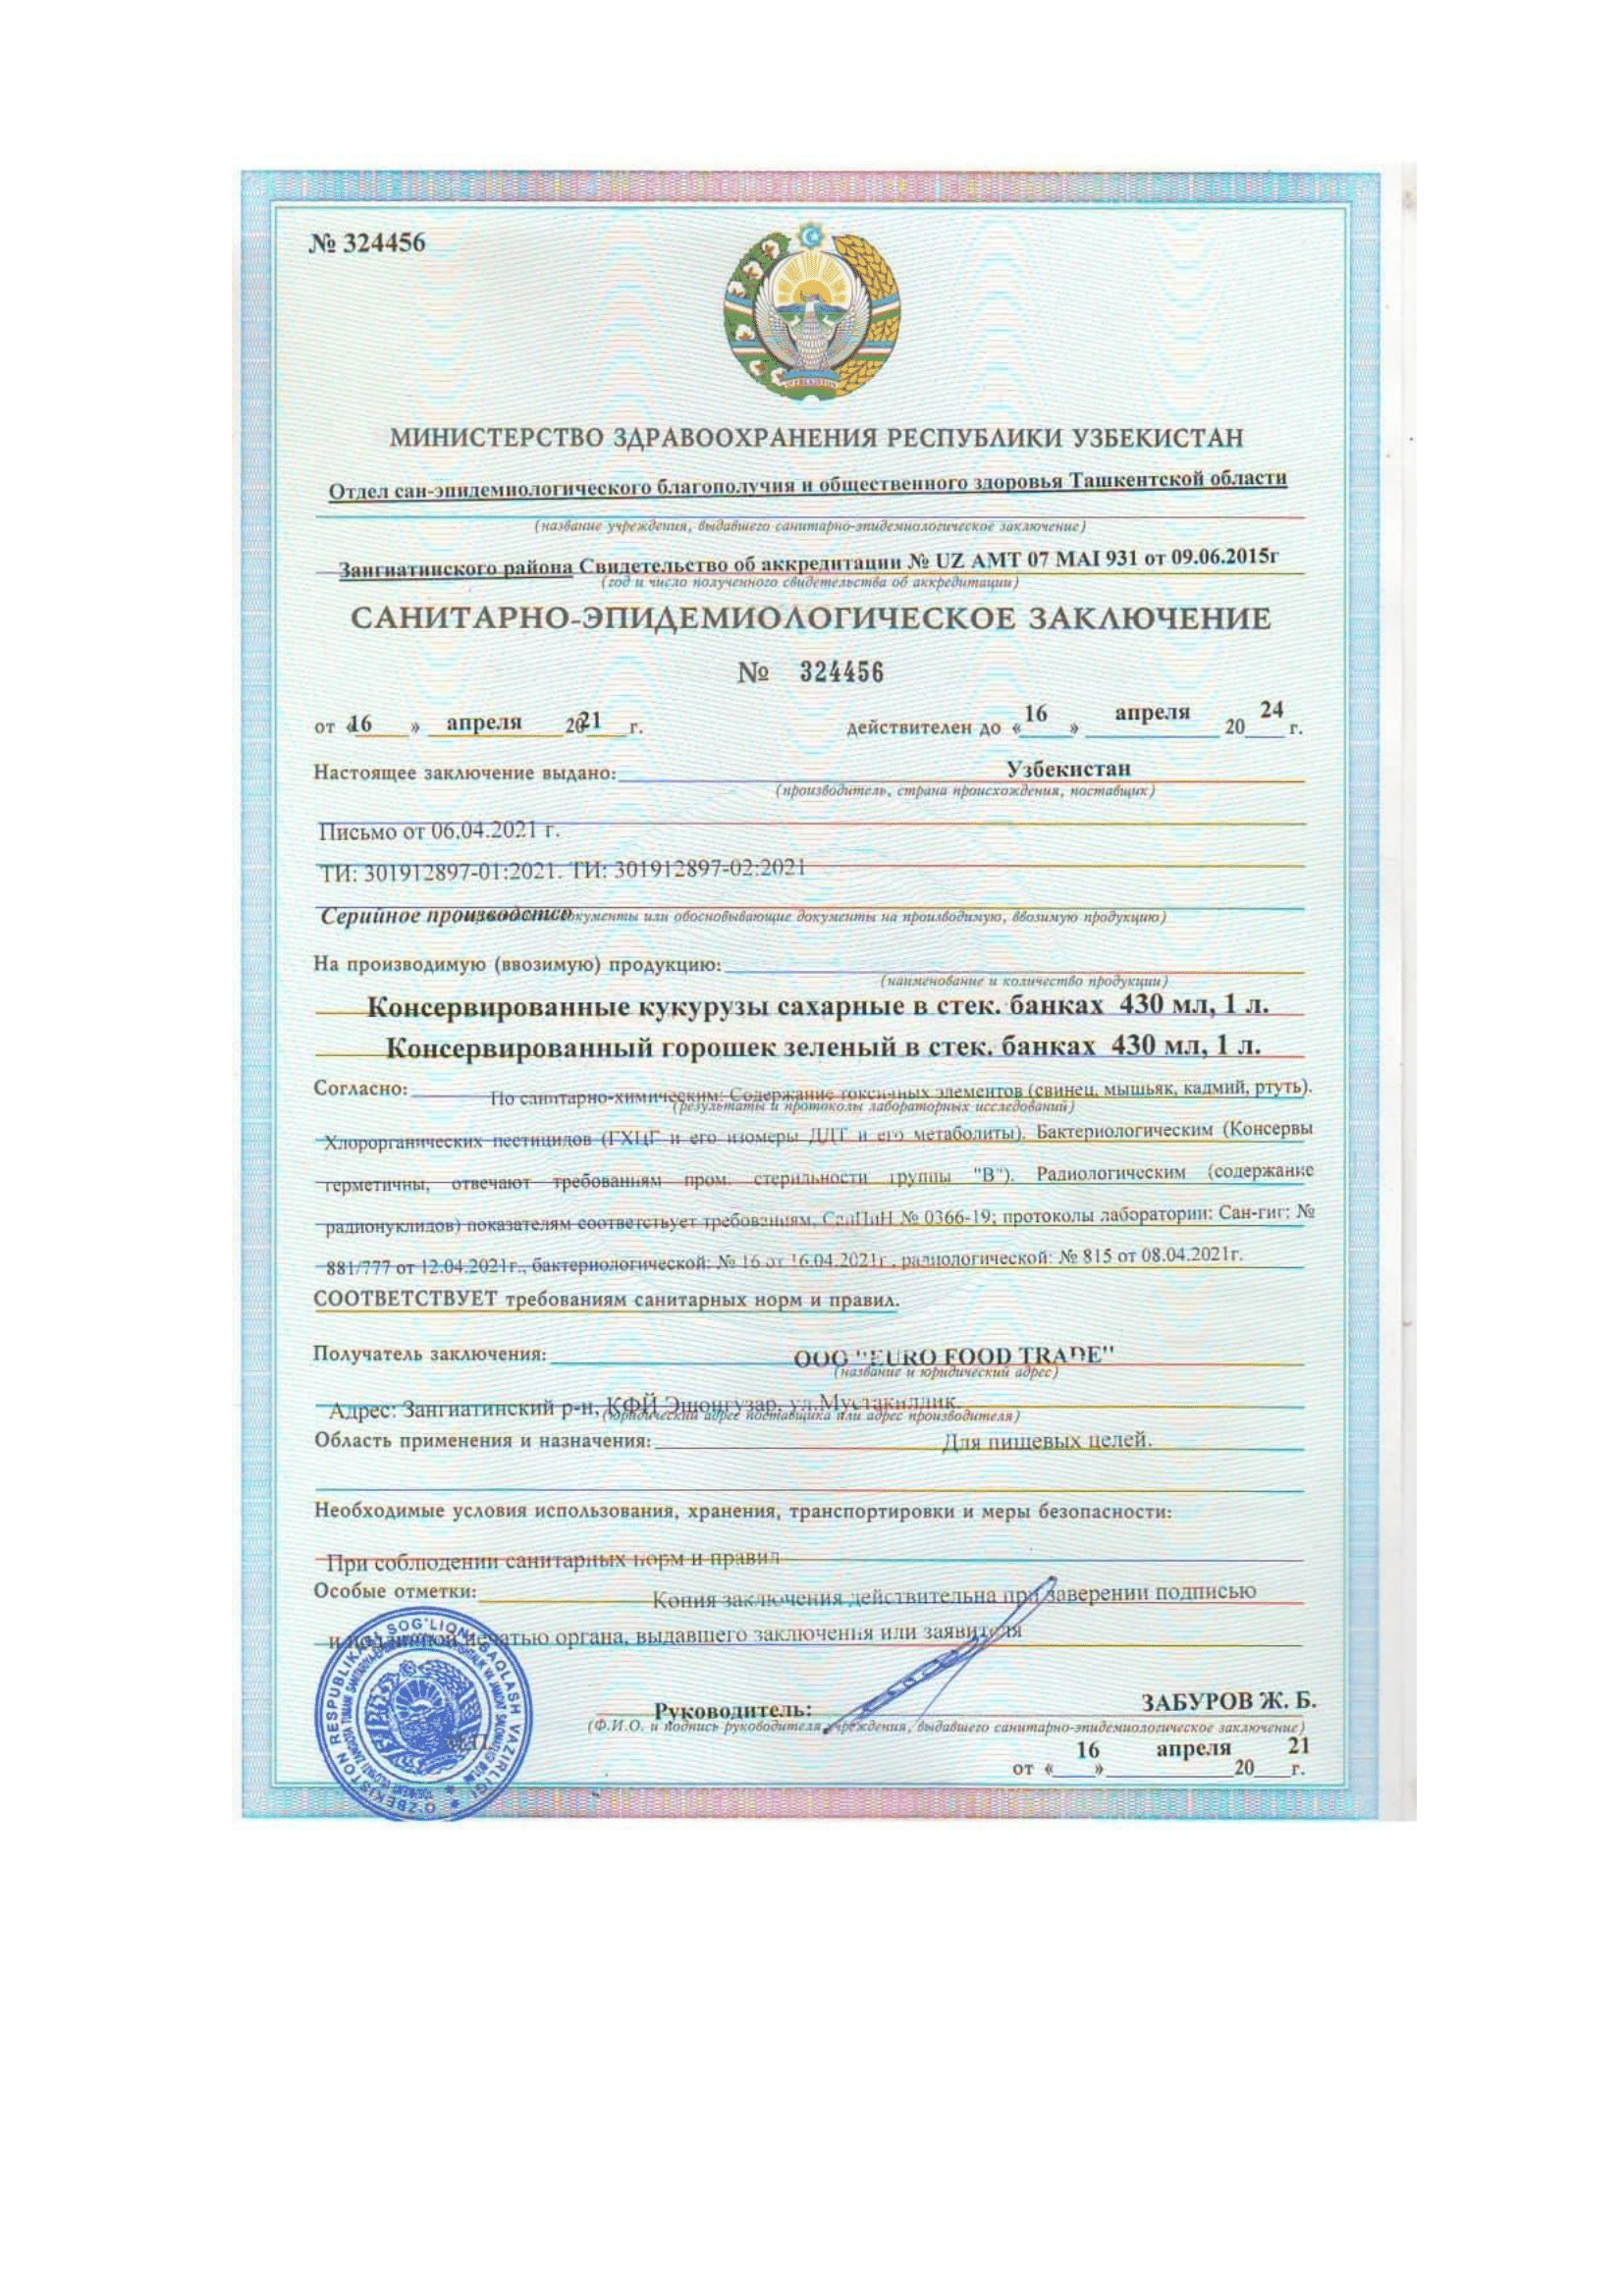 № 324456
O'ZBEKISTON
МИНИСТЕРСТВО ЗДРАВООХРАНЕНИЯ РЕСПУБЛИКИ УЗБЕКИСТАН
Отдел сан-эпидемиологического благополучия и общественного здоровья Ташкентской области
(название учреждения, выдавшего санитарно-эпидемиологическое заключение)
Зангиатинского района Свидетельство об аккредитации № UZ AMT 07 MAI 931 от 09.06.2015г
(год и число полученного свидетельства об аккредитации)
САНИТАРНО-ЭПИДЕМИОЛОГИЧЕСКОЕ ЗАКЛЮЧЕНИЕ
№ 324456
от «16» апреля 2021 г. действителен до «16» апреля 20 24 г.
Настоящее заключение выдано: Узбекистан
(производитель, страна происхождения, поставщик)
Письмо от 06.04.2021 г.
ТИ: 301912897-01:2021. ТИ: 301912897-02:2021
Серийное производство документы или обосновывающие документы на производимую, ввозимую продукцию)
На производимую (ввозимую) продукцию:
(наименование и количество продукции)
Консервированные кукурузы сахарные в стек. банках 430 мл, 1 л.
Консервированный горошек зеленый в стек. банках 430 мл, 1 л.
Согласно: По санитарно-химическим: Содержание токсичных элементов (свинец, мышьяк, кадмий, ртуть).
(результаты и протоколы лабораторных исследований)
Хлорорганических пестицидов (ГХЦГ и его изомеры ДДТ и его метаболиты). Бактериологическим (Консервы
герметичны, отвечают требованиям пром. стерильности группы "В"). Радиологическим (содержание
радионуклидов) показателям соответствует требованиям, СанПиН № 0366-19; протоколы лаборатории: Сан-гиг: №
881/777 от 12.04.2021г., бактериологической: № 16 от 16.04.2021г., радиологической: № 815 от 08.04.2021г.
СООТВЕТСТВУЕТ требованиям санитарных норм и правил.
Получатель заключения: ООО "EURO FOOD TRADE"
(название и юридический адрес)
Адрес: Зангиатинский р-н, КФЙ Эшонгузар, ул.Мустакиллик.
(юридический адрес поставщика или адрес производителя)
Область применения и назначения: Для пищевых целей.
Необходимые условия использования, хранения, транспортировки и меры безопасности:
При соблюдении санитарных норм и правил
Особые отметки: Копия заключения действительна при заверении подписью
и подлинной печатью органа, выдавшего заключения или заявителя
O'ZBEKISTON RESPUBLIKASI SOG'LIQNI SAQLASH VAZIRLIGI
М.П.
Руководитель: ЗАБУРОВ Ж. Б.
(Ф.И.О. и подпись руководителя учреждения, выдавшего санитарно-эпидемиологическое заключение)
от «16» апреля 20 21 г.